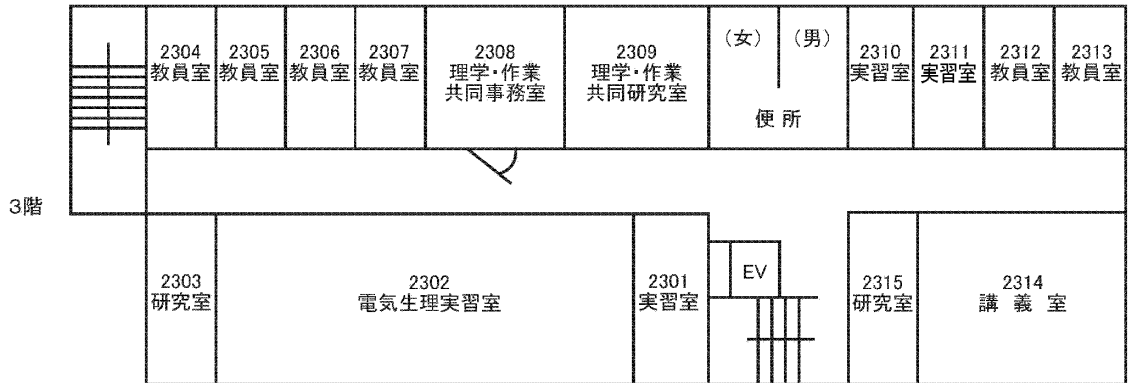 2304
教員室
2305
教員室
2306
教員室
2307
教員室
2308
理学・作業
共同事務室
2309
理学・作業
共同研究室
(女)
(男)
便所
2310
実習室
2311
実習室
2312
教員室
2313
教員室
3階
2303
研究室
2302
電気生理実習室
2301
実習室
EV
2315
研究室
2314
講義室